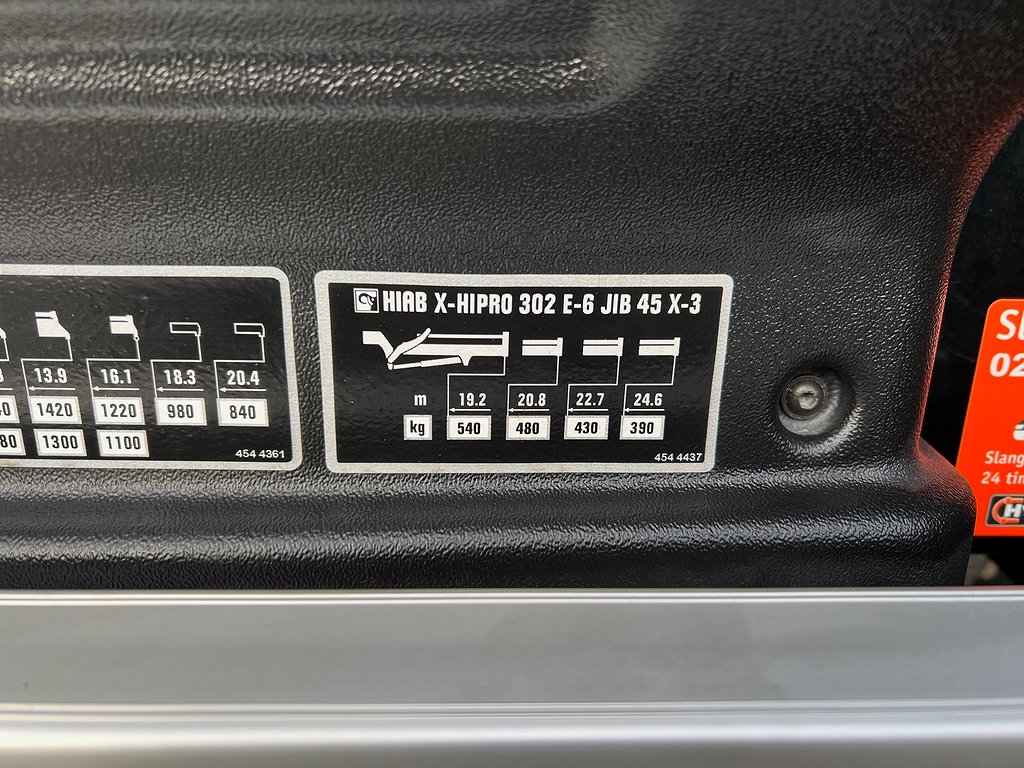 13.9 16.1 18.3 20.4
1420 1220 980 840
1300 1100
454 4361
HIAB X-HIPRO 302 E-6 JIB 45 X-3
m 19.2 20.8 22.7 24.6
kg 540 480 430 390
454 4437
02
Slang
24 tim